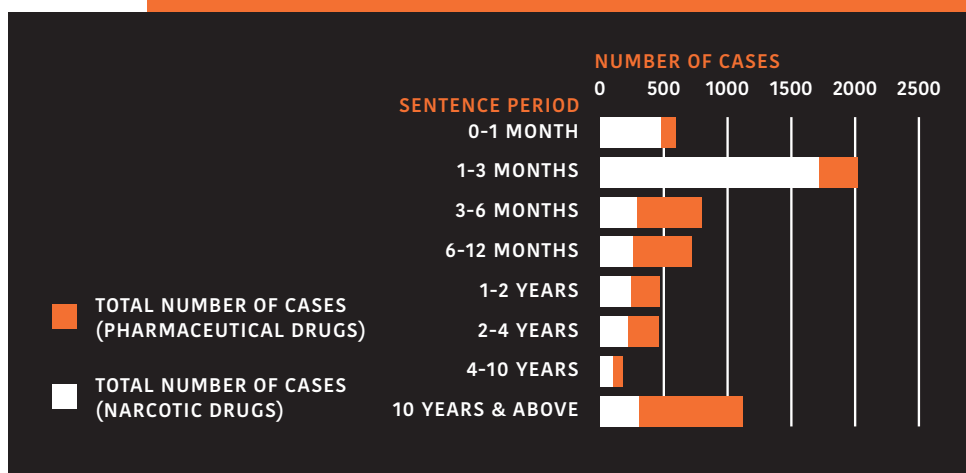 NUMBER OF CASES
0 500 1000 1500 2000 2500
SENTENCE PERIOD
0-1 MONTH
1-3 MONTHS
3-6 MONTHS
6-12 MONTHS
1-2 YEARS
2-4 YEARS
4-10 YEARS
10 YEARS & ABOVE
TOTAL NUMBER OF CASES
(PHARMACEUTICAL DRUGS)
TOTAL NUMBER OF CASES
(NARCOTIC DRUGS)